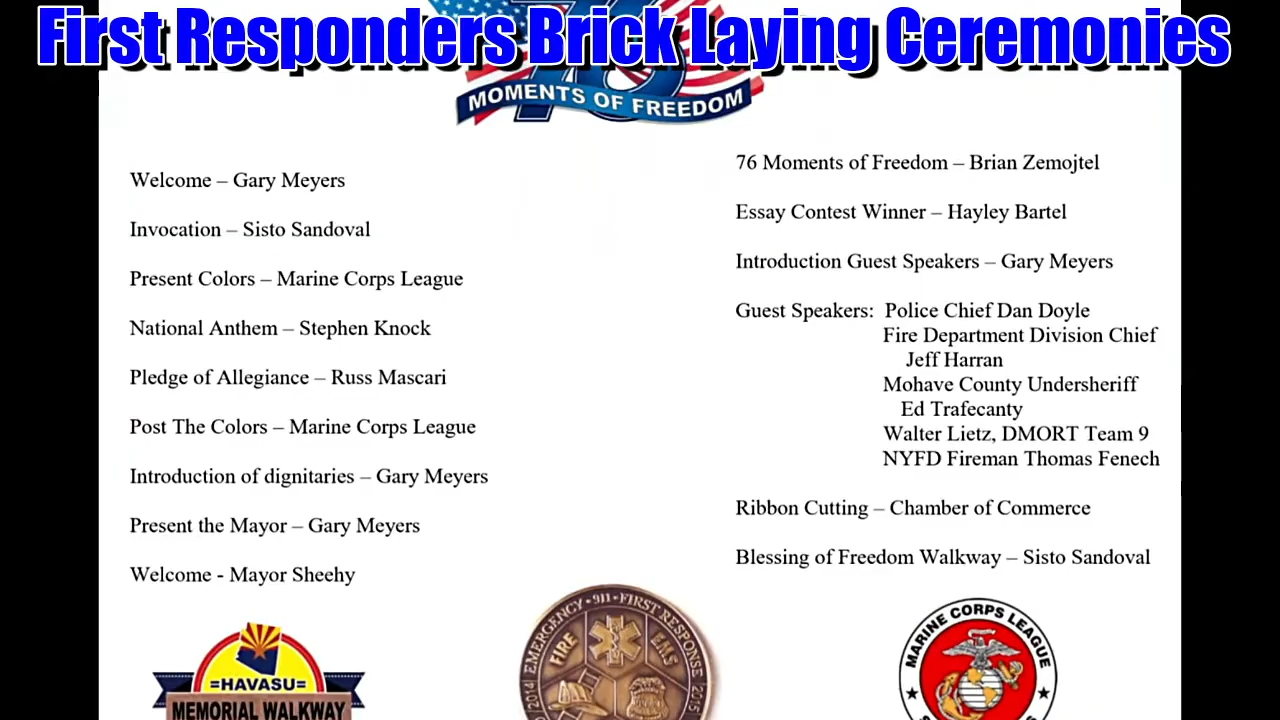 First Responders Brick Laying Ceremonies
76
MOMENTS OF FREEDOM
Welcome – Gary Meyers
Invocation – Sisto Sandoval
Present Colors – Marine Corps League
National Anthem – Stephen Knock
Pledge of Allegiance – Russ Mascari
Post The Colors – Marine Corps League
Introduction of dignitaries – Gary Meyers
Present the Mayor – Gary Meyers
Welcome - Mayor Sheehy
76 Moments of Freedom – Brian Zemojtel
Essay Contest Winner – Hayley Bartel
Introduction Guest Speakers – Gary Meyers
Guest Speakers: Police Chief Dan Doyle
Fire Department Division Chief
Jeff Harran
Mohave County Undersheriff
Ed Trafecanty
Walter Lietz, DMORT Team 9
NYFD Fireman Thomas Fenech
Ribbon Cutting – Chamber of Commerce
Blessing of Freedom Walkway – Sisto Sandoval
=HAVASU=
MEMORIAL WALKWAY
EMERGENCY • 911 • FIRST RESPONSE
FIRE
EMS
2014
2015
MARINE CORPS LEAGUE